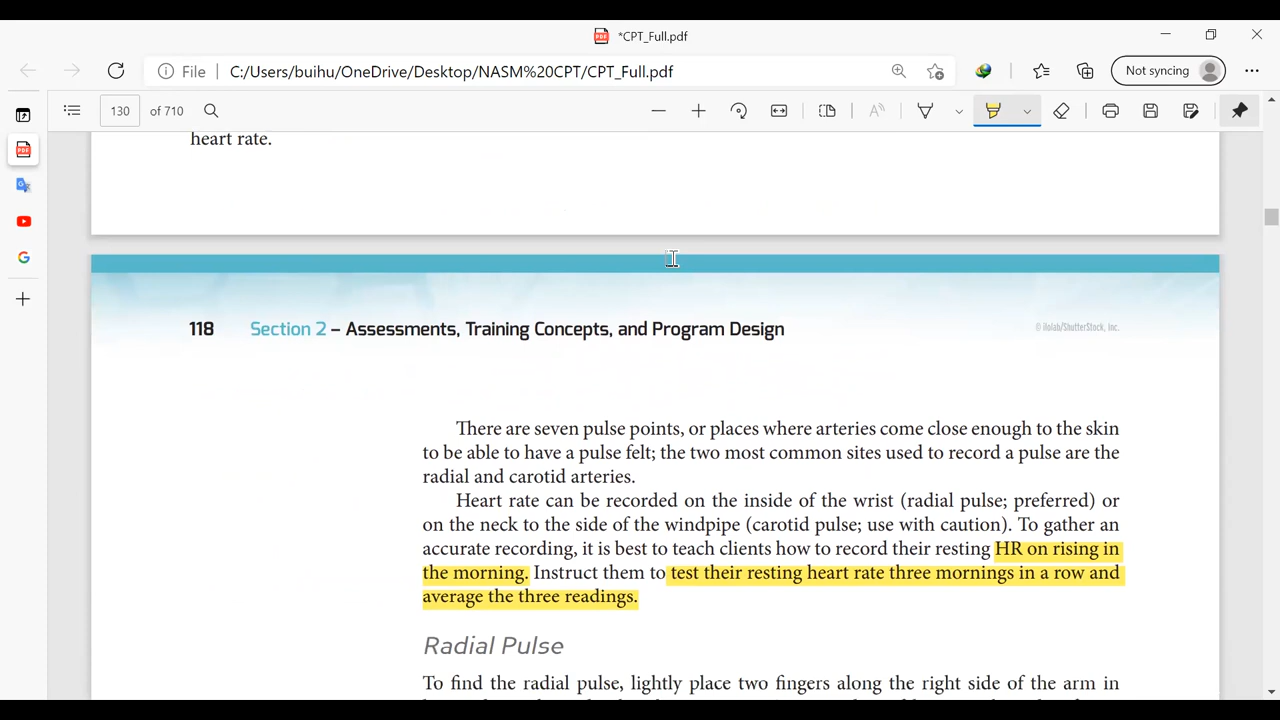 *CPT_Full.pdf
File C:/Users/buihu/OneDrive/Desktop/NASM%20CPT/CPT_Full.pdf Not syncing
130 of 710
heart rate.
118 Section 2 – Assessments, Training Concepts, and Program Design © ilolab/ShutterStock, Inc.
There are seven pulse points, or places where arteries come close enough to the skin
to be able to have a pulse felt; the two most common sites used to record a pulse are the
radial and carotid arteries.
Heart rate can be recorded on the inside of the wrist (radial pulse; preferred) or
on the neck to the side of the windpipe (carotid pulse; use with caution). To gather an
accurate recording, it is best to teach clients how to record their resting HR on rising in
the morning. Instruct them to test their resting heart rate three mornings in a row and
average the three readings.
Radial Pulse
To find the radial pulse, lightly place two fingers along the right side of the arm in